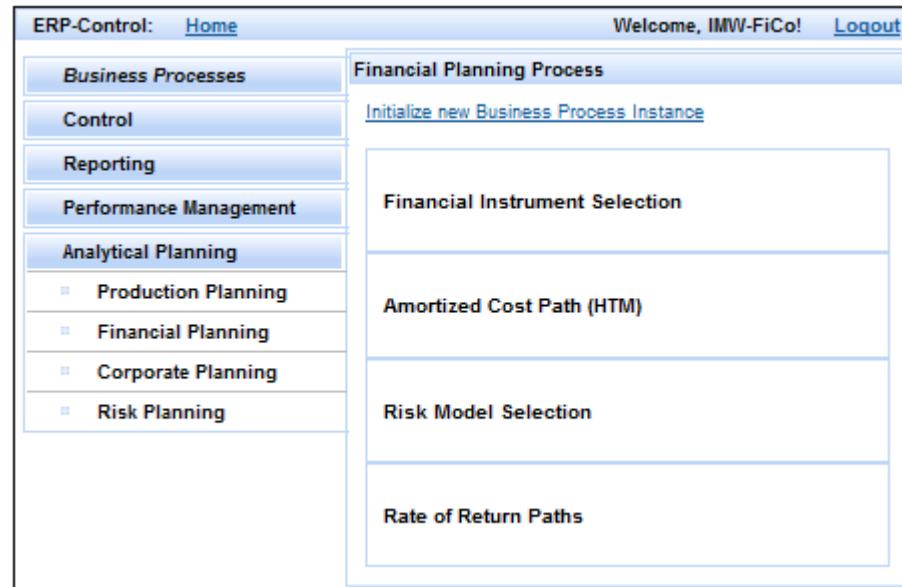 ERP-Control: Home Welcome, IMW-FiCo! Logout
Business Processes
Control
Reporting
Performance Management
Analytical Planning
Production Planning
Financial Planning
Corporate Planning
Risk Planning
Financial Planning Process
Initialize new Business Process Instance
Financial Instrument Selection
Amortized Cost Path (HTM)
Risk Model Selection
Rate of Return Paths